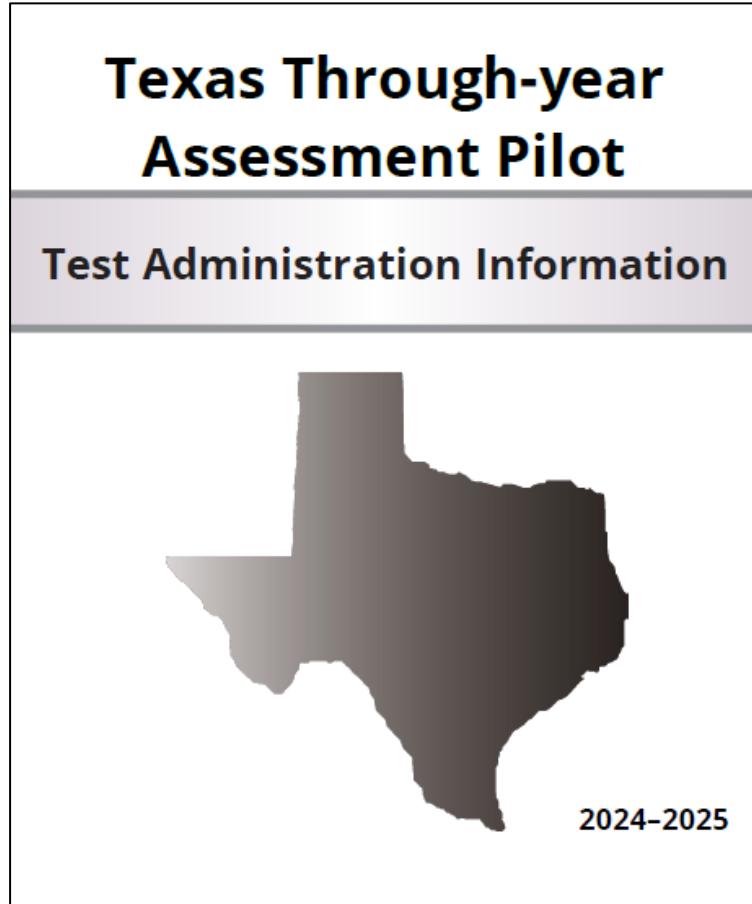 Texas Through-year
Assessment Pilot
Test Administration Information
2024–2025